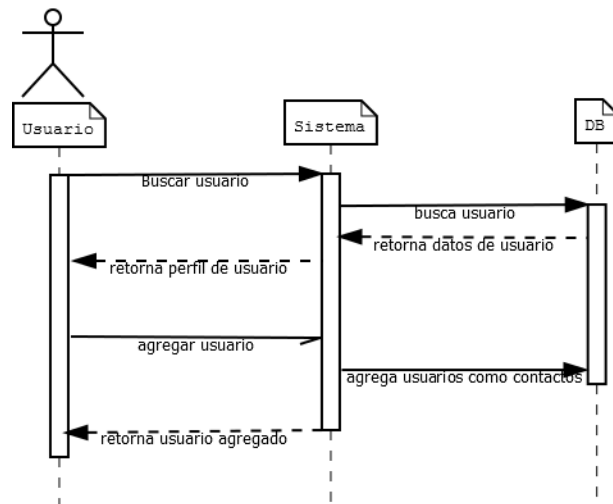 Usuario
Sistema
DB
Buscar usuario
busca usuario
retorna datos de usuario
retorna perfil de usuario
agregar usuario
agrega usuarios como contactos
retorna usuario agregado